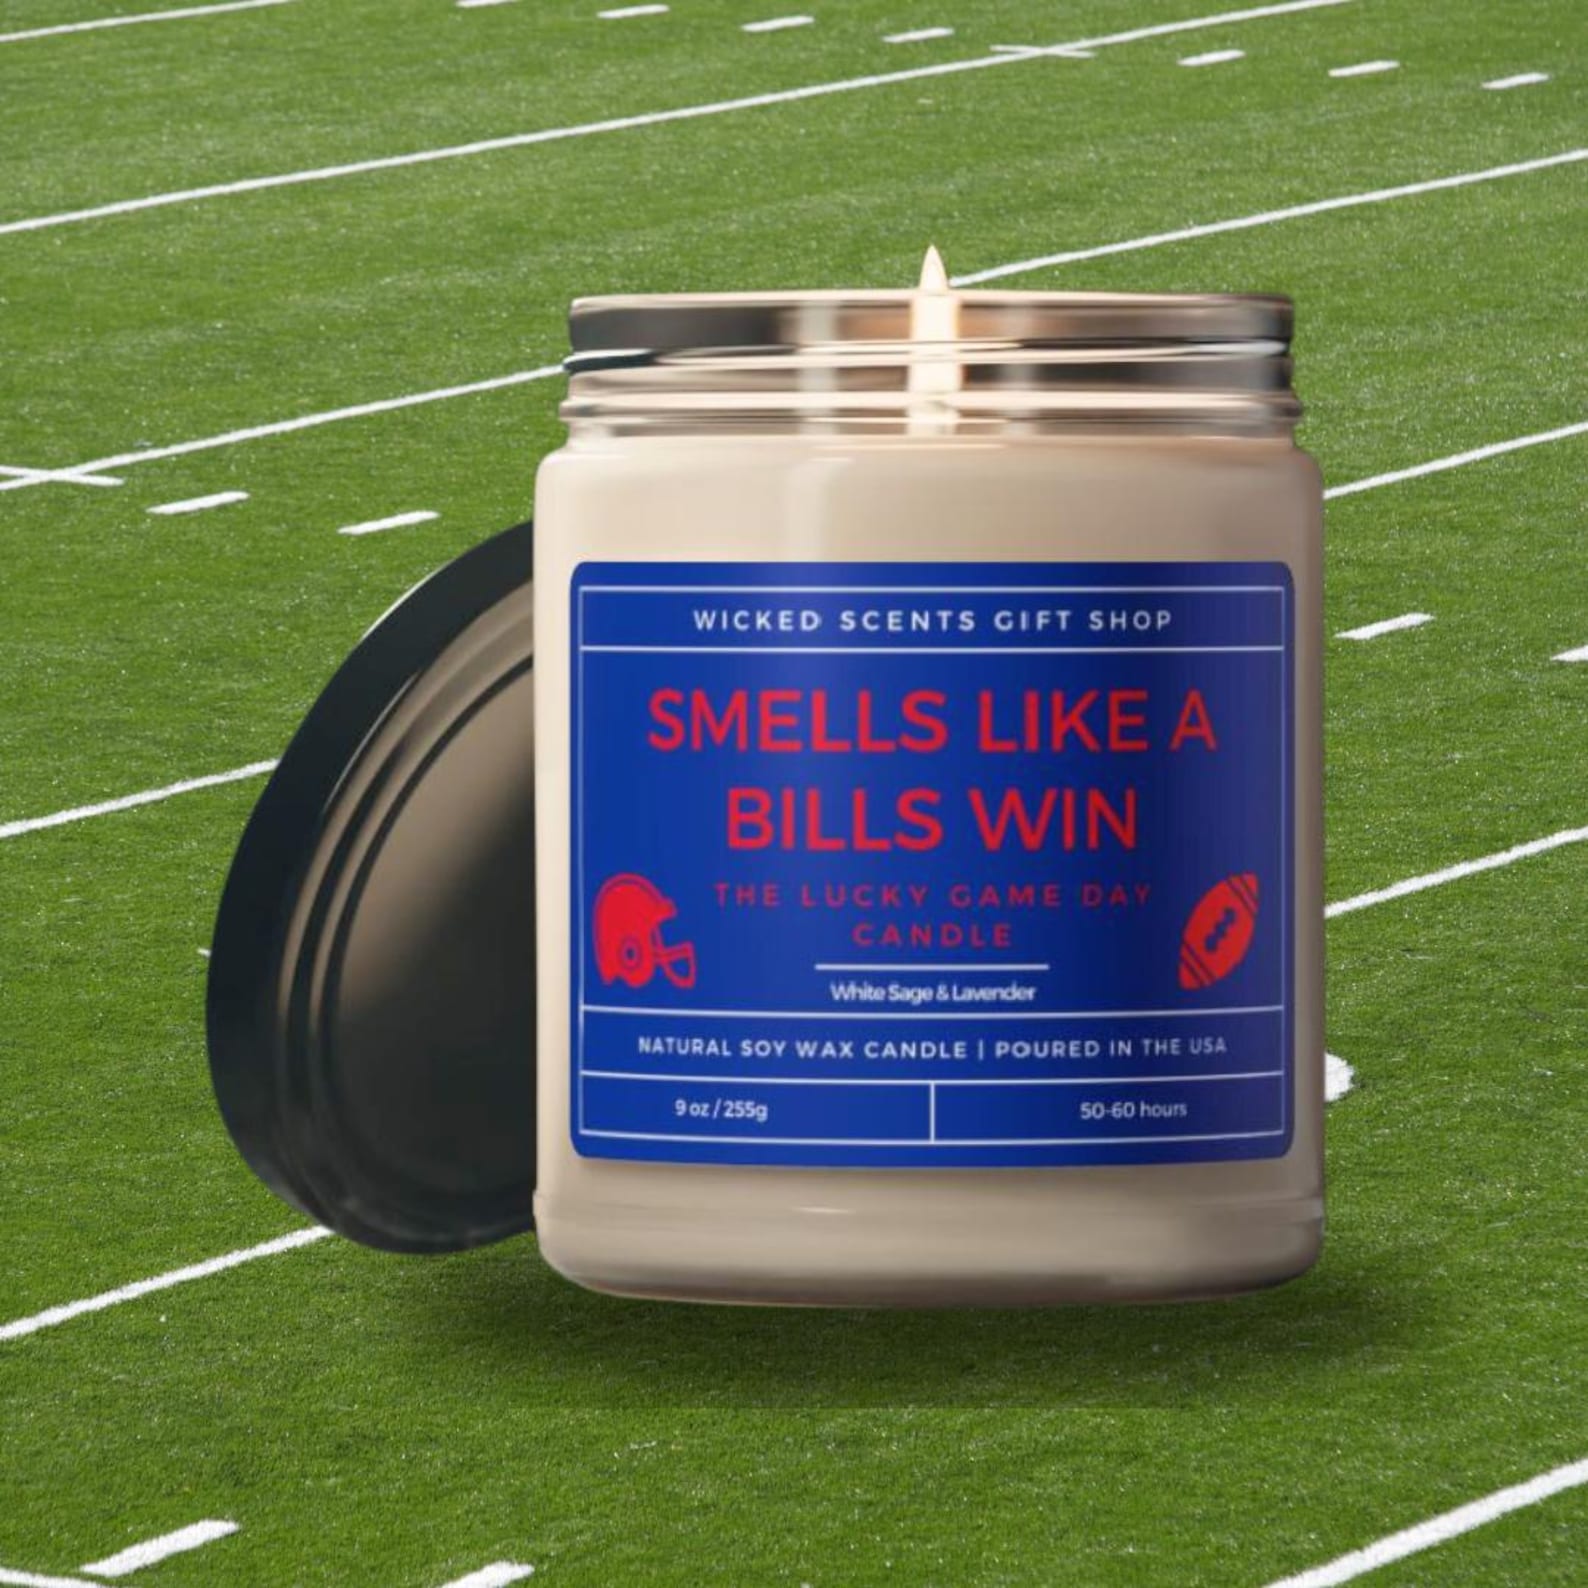 WICKED SCENTS GIFT SHOP
SMELLS LIKE A
BILLS WIN
THE LUCKY GAME DAY
CANDLE
White Sage & Lavender
NATURAL SOY WAX CANDLE | POURED IN THE USA
9 oz / 255g
50-60 hours